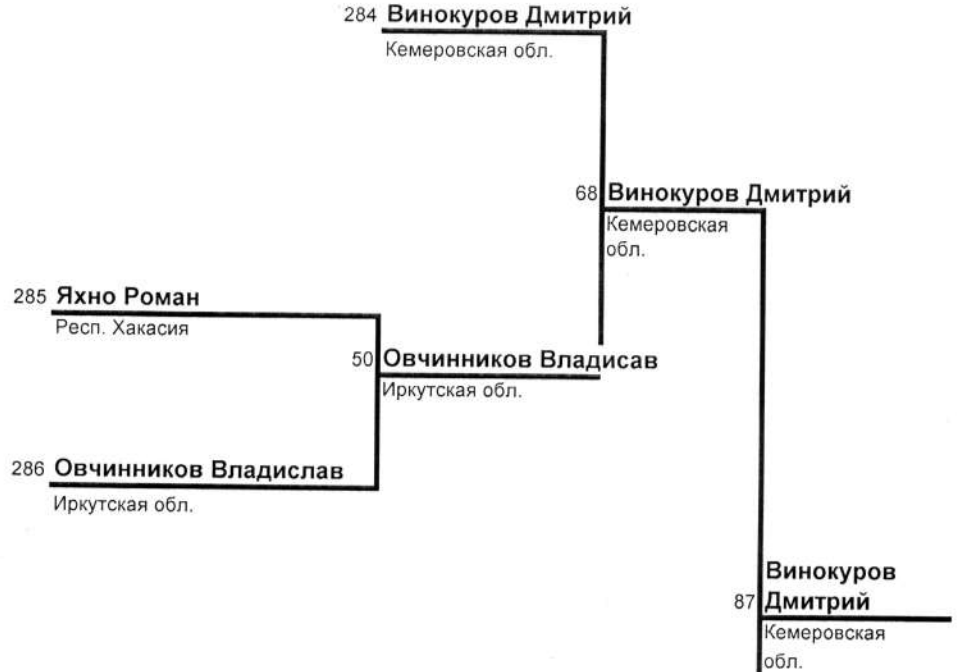 284 Винокуров Дмитрий
Кемеровская обл.
68 Винокуров Дмитрий
Кемеровская
обл.
285 Яхно Роман
Респ. Хакасия
50 Овчинников Владисав
Иркутская обл.
286 Овчинников Владислав
Иркутская обл.
Винокуров
87 Дмитрий
Кемеровская
обл.